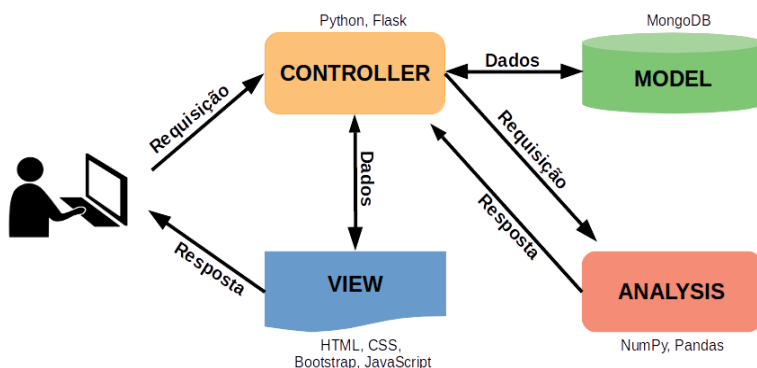 Python, Flask
MongoDB
CONTROLLER
Dados
MODEL
Requisição
Requisição
Dados
Resposta
Resposta
VIEW
ANALYSIS
HTML, CSS,
Bootstrap, JavaScript
NumPy, Pandas